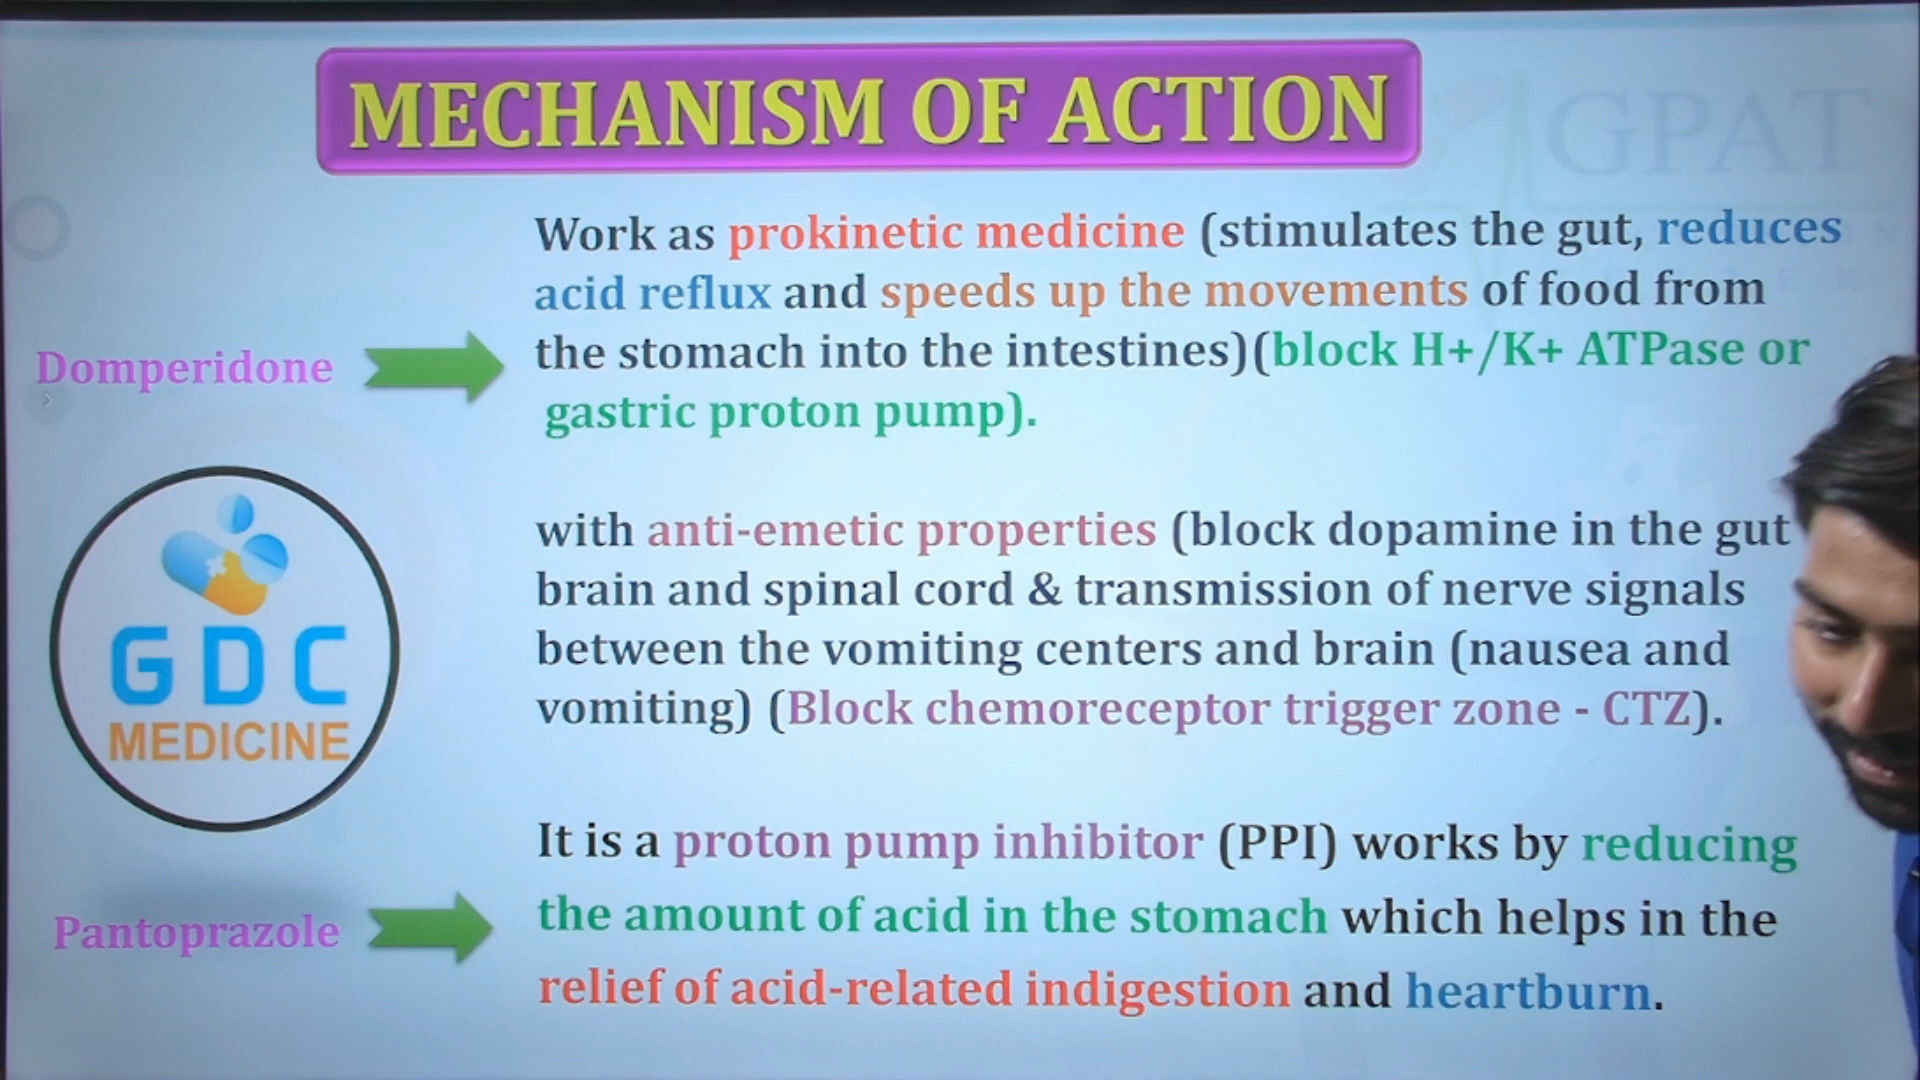 MECHANISM OF ACTION
GPAT
Work as prokinetic medicine (stimulates the gut, reduces
acid reflux and speeds up the movements of food from
the stomach into the intestines)(block H+/K+ ATPase or
gastric proton pump).
Domperidone
with anti-emetic properties (block dopamine in the gut
brain and spinal cord & transmission of nerve signals
between the vomiting centers and brain (nausea and
vomiting) (Block chemoreceptor trigger zone - CTZ).
GDC
MEDICINE
It is a proton pump inhibitor (PPI) works by reducing
the amount of acid in the stomach which helps in the
relief of acid-related indigestion and heartburn.
Pantoprazole